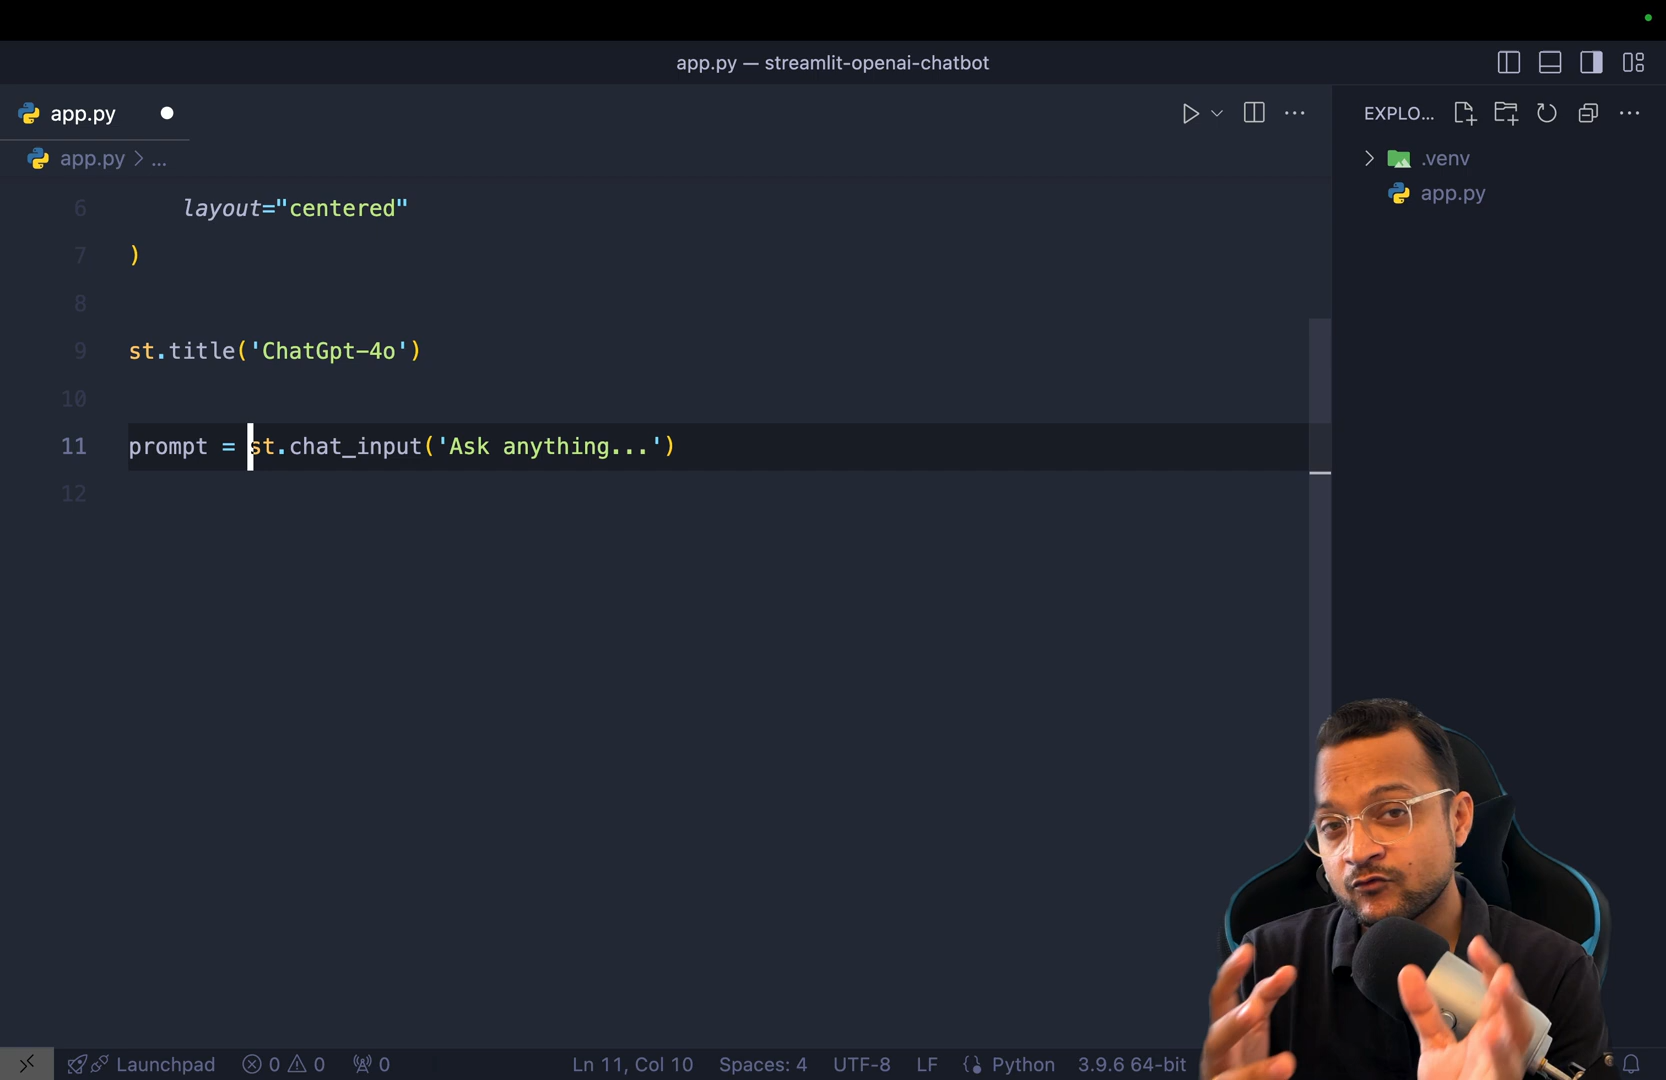 app.py — streamlit-openai-chatbot
app.py
EXPLO...
app.py > ...
.venv
app.py
6 layout="centered"
7 )
8
9 st.title('ChatGpt-4o')
10
11 prompt = st.chat_input('Ask anything...')
12
Launchpad 0 0 0 Ln 11, Col 10 Spaces: 4 UTF-8 LF Python 3.9.6 64-bit